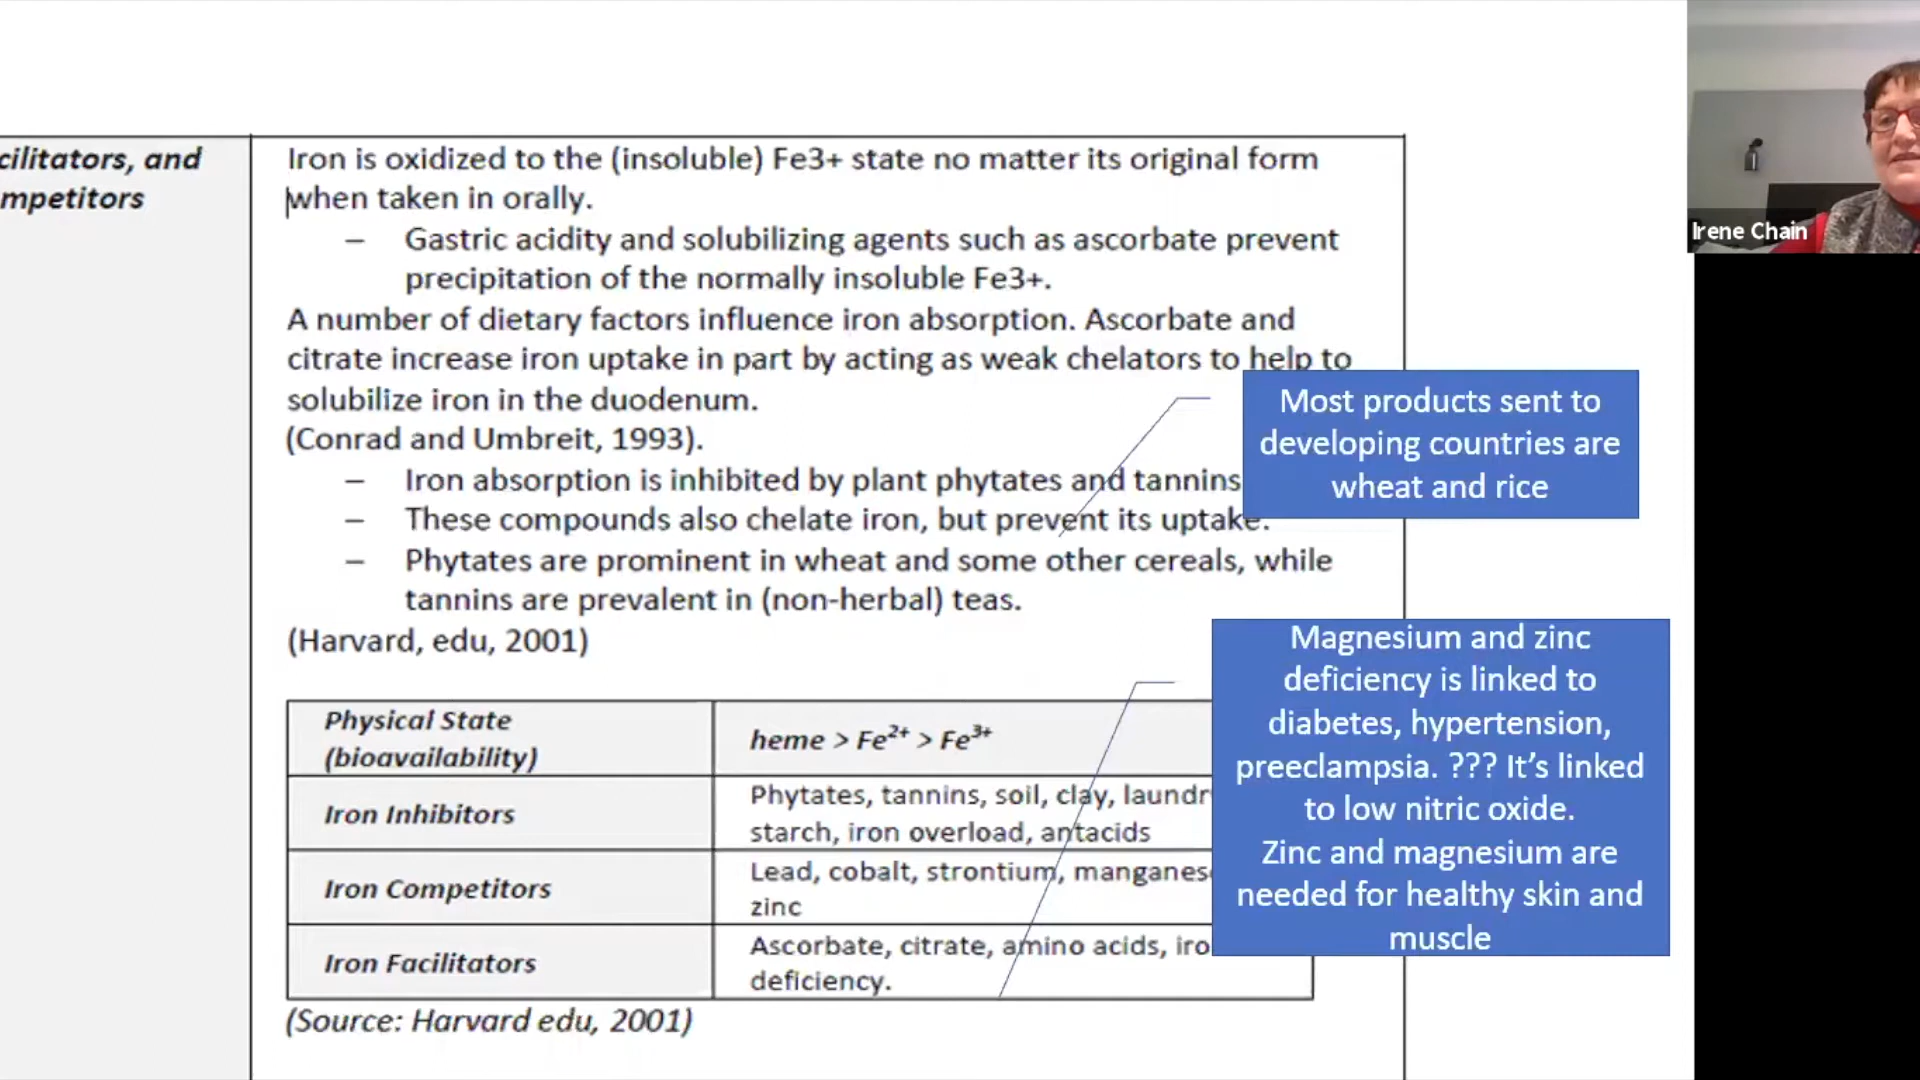 cilitators, and
mpetitors
Iron is oxidized to the (insoluble) Fe3+ state no matter its original form
when taken in orally.
– Gastric acidity and solubilizing agents such as ascorbate prevent
precipitation of the normally insoluble Fe3+.
A number of dietary factors influence iron absorption. Ascorbate and
citrate increase iron uptake in part by acting as weak chelators to help to
solubilize iron in the duodenum.
(Conrad and Umbreit, 1993).
– Iron absorption is inhibited by plant phytates and tannins
– These compounds also chelate iron, but prevent its uptake.
– Phytates are prominent in wheat and some other cereals, while
tannins are prevalent in (non-herbal) teas.
(Harvard, edu, 2001)
Physical State
(bioavailability)
heme > Fe²⁺ > Fe³⁺
Iron Inhibitors
Phytates, tannins, soil, clay, laundr
starch, iron overload, antacids
Iron Competitors
Lead, cobalt, strontium, manganes
zinc
Iron Facilitators
Ascorbate, citrate, amino acids, iro
deficiency.
(Source: Harvard edu, 2001)
Most products sent to
developing countries are
wheat and rice
Magnesium and zinc
deficiency is linked to
diabetes, hypertension,
preeclampsia. ??? It’s linked
to low nitric oxide.
Zinc and magnesium are
needed for healthy skin and
muscle
Irene Chain